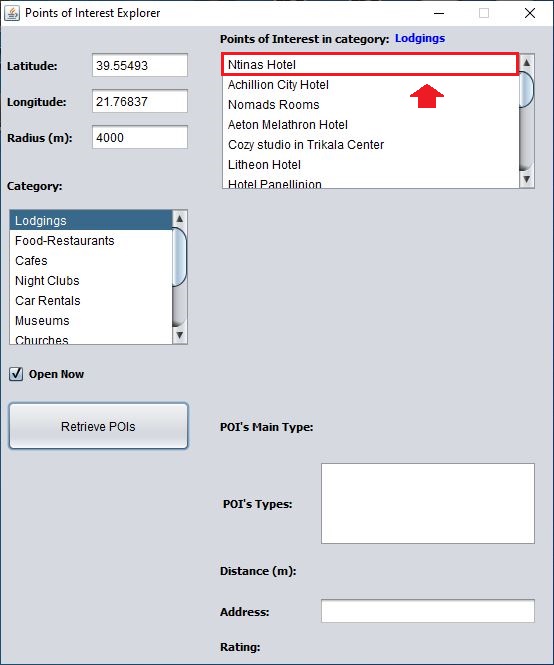 Points of Interest Explorer
Latitude: 39.55493
Longitude: 21.76837
Radius (m): 4000
Category:
Lodgings
Food-Restaurants
Cafes
Night Clubs
Car Rentals
Museums
Churches
Open Now
Retrieve POIs
Points of Interest in category: Lodgings
Ntinas Hotel
Achillion City Hotel
Nomads Rooms
Aeton Melathron Hotel
Cozy studio in Trikala Center
Litheon Hotel
Hotel Panellinion
POI's Main Type:
POI's Types:
Distance (m):
Address:
Rating: